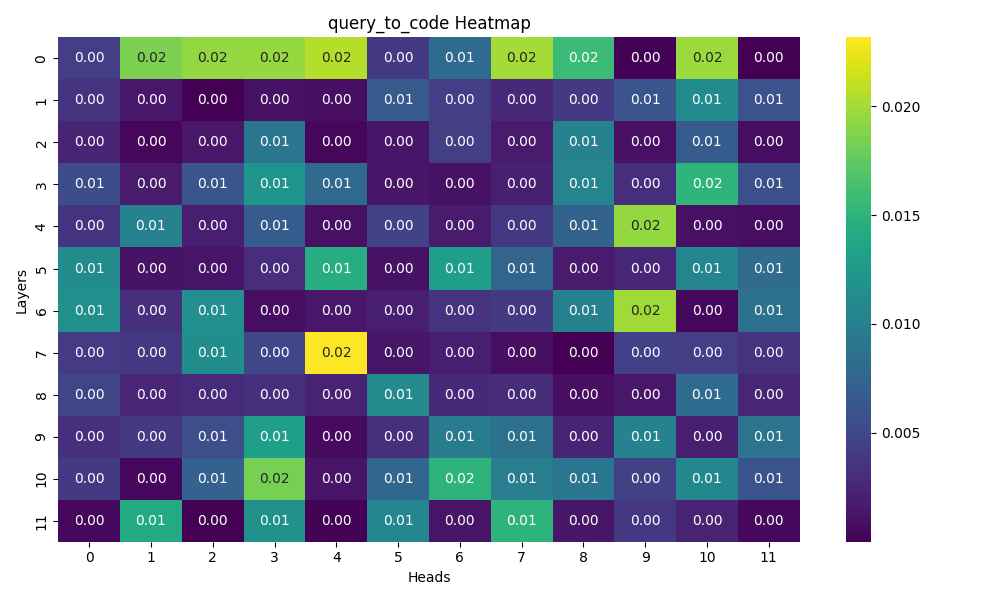 query_to_code Heatmap
0 0.00 0.02 0.02 0.02 0.02 0.00 0.01 0.02 0.02 0.00 0.02 0.00
1 0.00 0.00 0.00 0.00 0.00 0.01 0.00 0.00 0.00 0.01 0.01 0.01
2 0.00 0.00 0.00 0.01 0.00 0.00 0.00 0.00 0.01 0.00 0.01 0.00
3 0.01 0.00 0.01 0.01 0.01 0.00 0.00 0.00 0.01 0.00 0.02 0.01
4 0.00 0.01 0.00 0.01 0.00 0.00 0.00 0.00 0.01 0.02 0.00 0.00
5 0.01 0.00 0.00 0.00 0.01 0.00 0.01 0.01 0.00 0.00 0.01 0.01
6 0.01 0.00 0.01 0.00 0.00 0.00 0.00 0.00 0.01 0.02 0.00 0.01
7 0.00 0.00 0.01 0.00 0.02 0.00 0.00 0.00 0.00 0.00 0.00 0.00
8 0.00 0.00 0.00 0.00 0.00 0.01 0.00 0.00 0.00 0.00 0.01 0.00
9 0.00 0.00 0.01 0.01 0.00 0.00 0.01 0.01 0.00 0.01 0.00 0.01
10 0.00 0.00 0.01 0.02 0.00 0.01 0.02 0.01 0.01 0.00 0.01 0.01
11 0.00 0.01 0.00 0.01 0.00 0.01 0.00 0.01 0.00 0.00 0.00 0.00
0 1 2 3 4 5 6 7 8 9 10 11
Heads
Layers
0.020
0.015
0.010
0.005